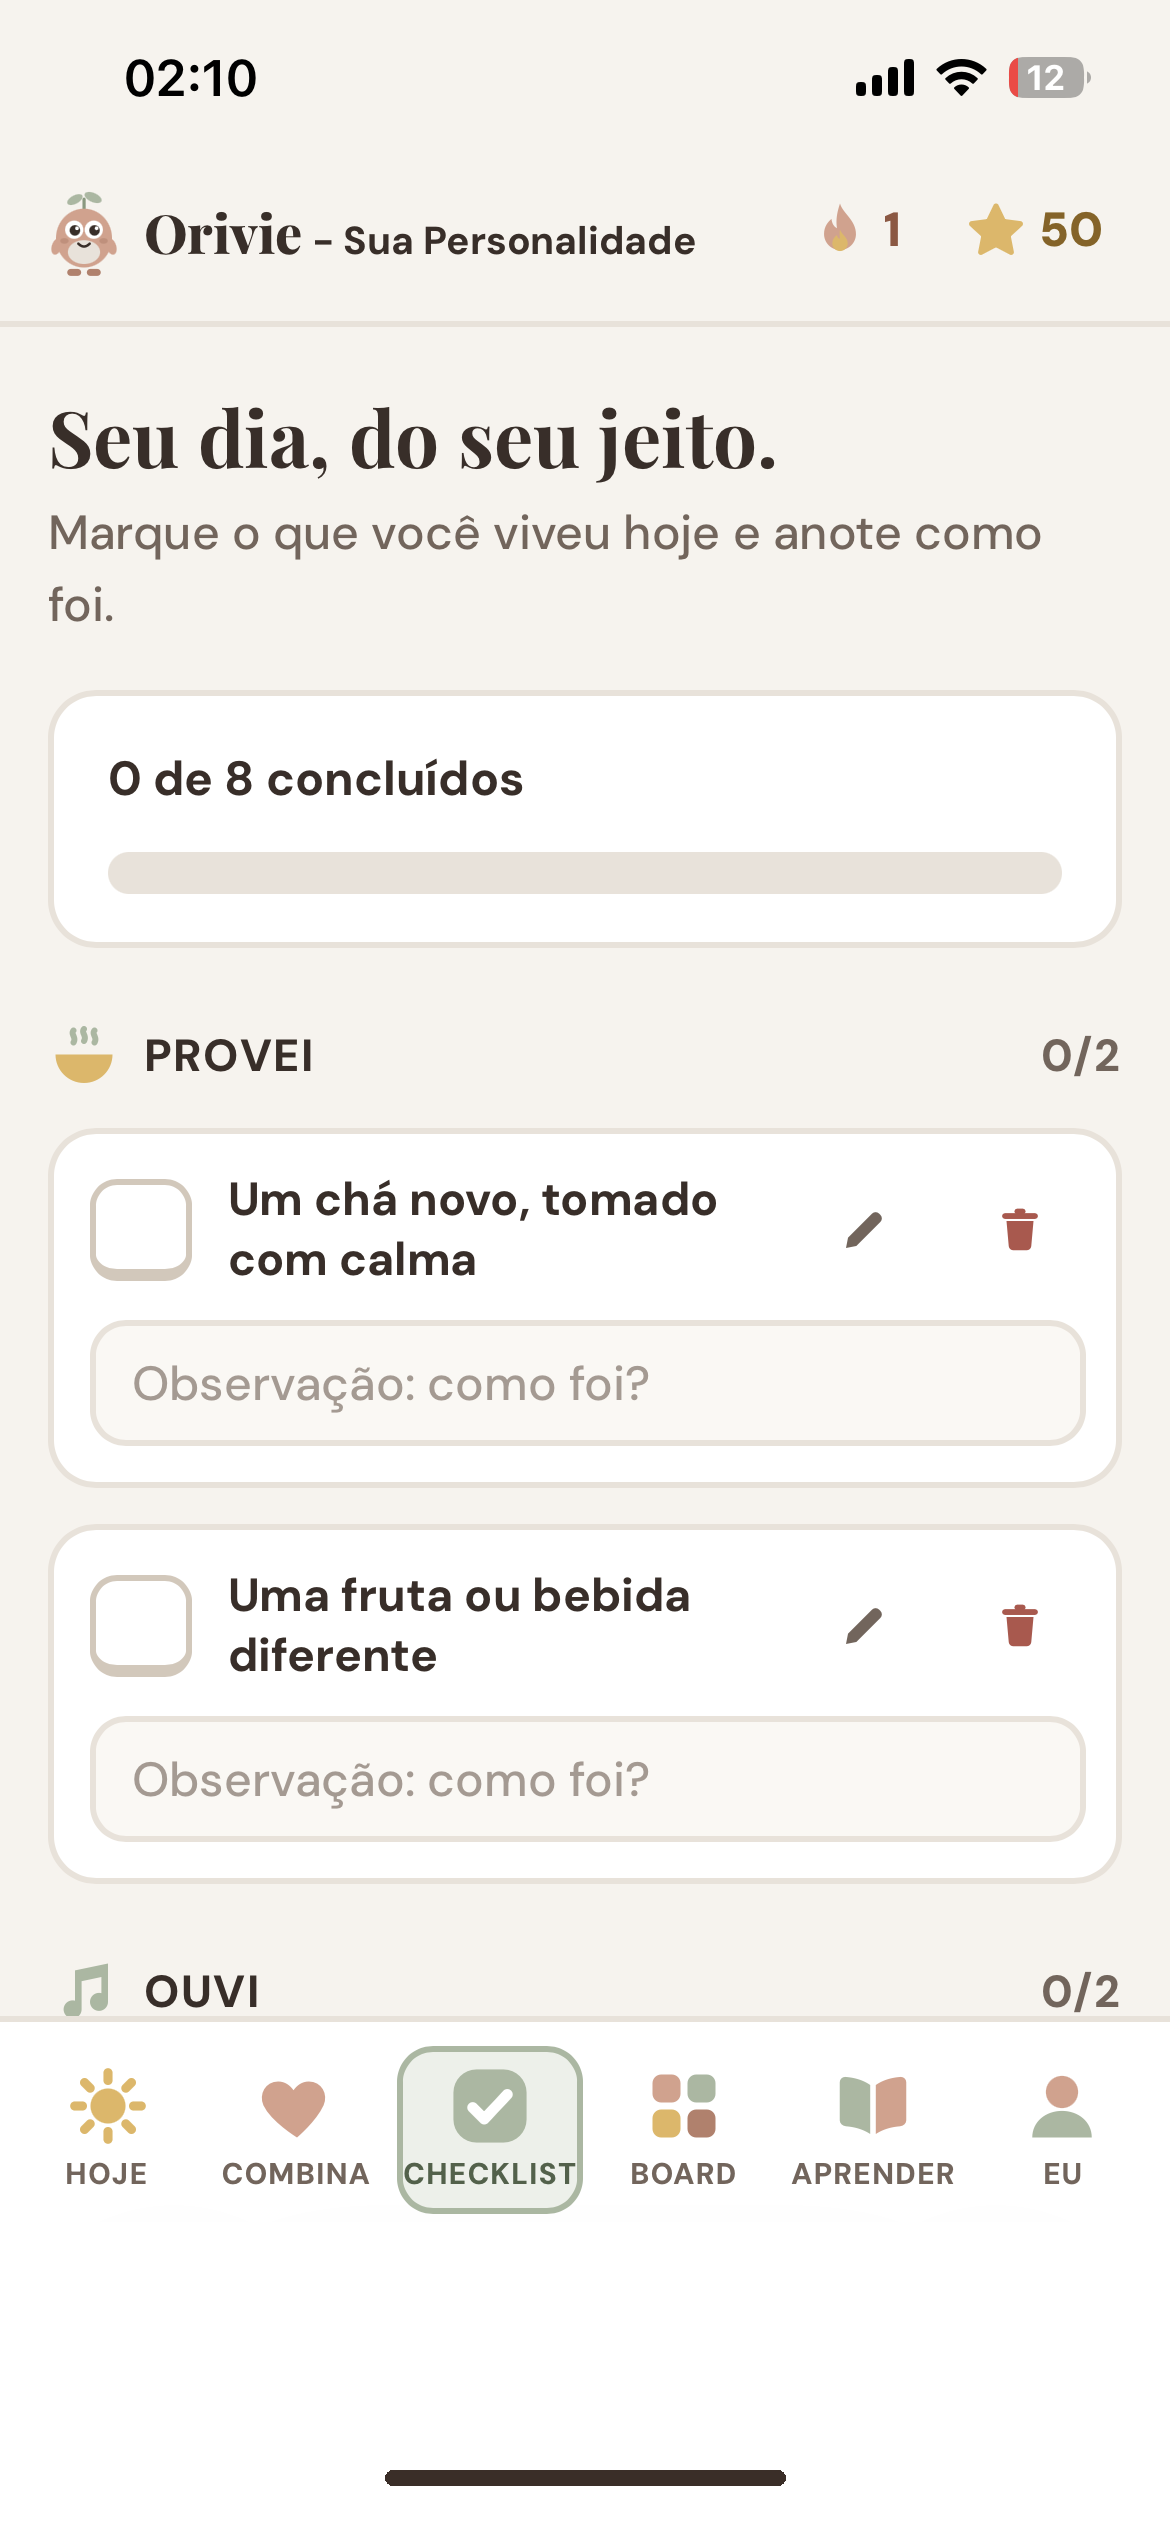 02:10
12
Orivie - Sua Personalidade
1
50
Seu dia, do seu jeito.
Marque o que você viveu hoje e anote como
foi.
0 de 8 concluídos
PROVEI
0/2
Um chá novo, tomado
com calma
Observação: como foi?
Uma fruta ou bebida
diferente
Observação: como foi?
OUVI
0/2
HOJE
COMBINA
CHECKLIST
BOARD
APRENDER
EU